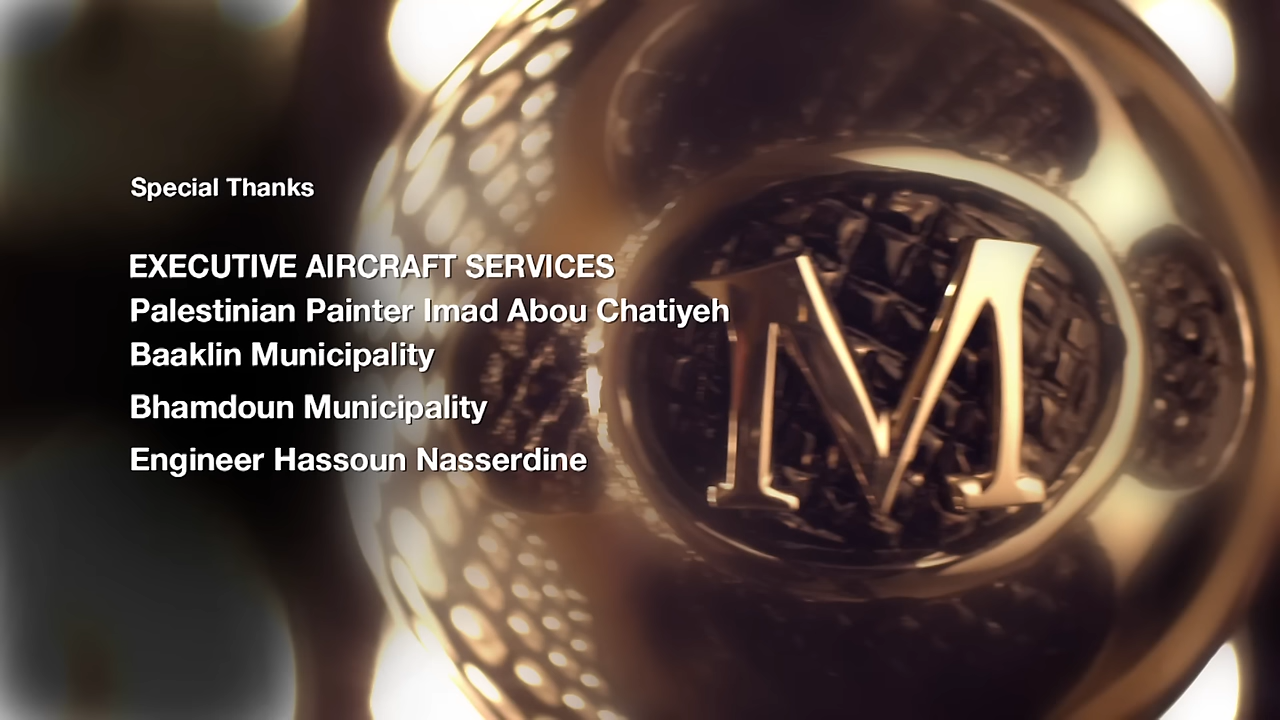 Special Thanks
EXECUTIVE AIRCRAFT SERVICES
Palestinian Painter Imad Abou Chatiyeh
Baaklin Municipality
Bhamdoun Municipality
Engineer Hassoun Nasserdine
M